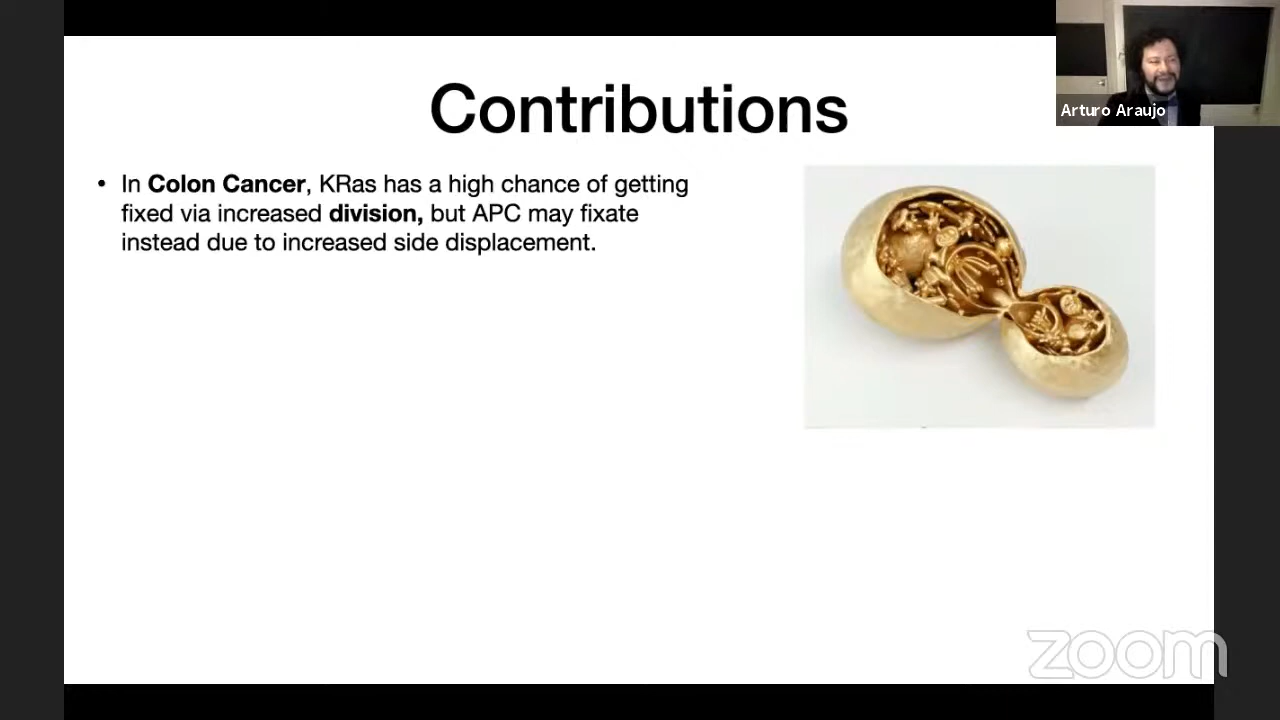 Contributions
Arturo Araujo
• In Colon Cancer, KRas has a high chance of getting
fixed via increased division, but APC may fixate
instead due to increased side displacement.
zoom